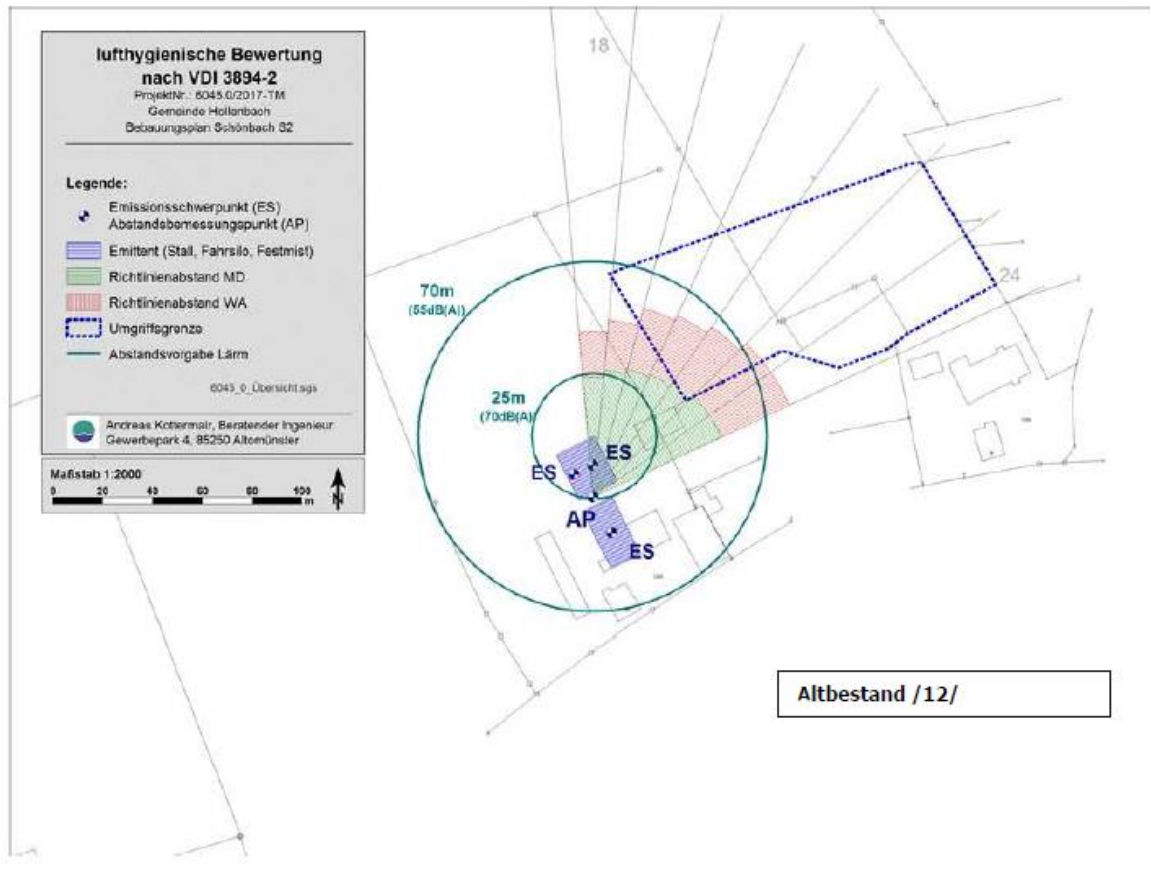 lufthygienische Bewertung
nach VDI 3894-2
ProjektNr.: 6045.0/2017-TM
Gemeinde Hollenbach
Bebauungsplan Schönbach S2
Legende:
Emissionsschwerpunkt (ES)
Abstandsbemessungspunkt (AP)
Emittent (Stall, Fahrsilo, Festmist)
Richtlinienabstand MD
Richtlinienabstand WA
Umgriffsgrenze
Abstandsvorgabe Lärm
6045_0_Übersicht.sgs
Andreas Kottermair, Beratender Ingenieur
Gewerbepark 4, 85250 Altomünster
Maßstab 1:2000
0 20 40 60 80 100
m
N
18
24
70m
(55dB(A))
25m
(70dB(A))
ES
ES
AP
ES
Altbestand /12/